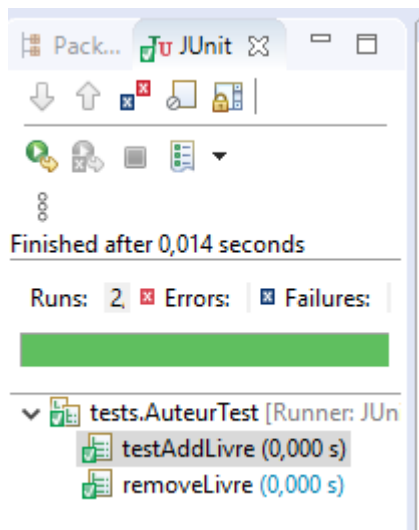 Pack... JUnit
Finished after 0,014 seconds
Runs: 2 Errors: Failures:
tests.AuteurTest [Runner: JUn
testAddLivre (0,000 s)
removeLivre (0,000 s)